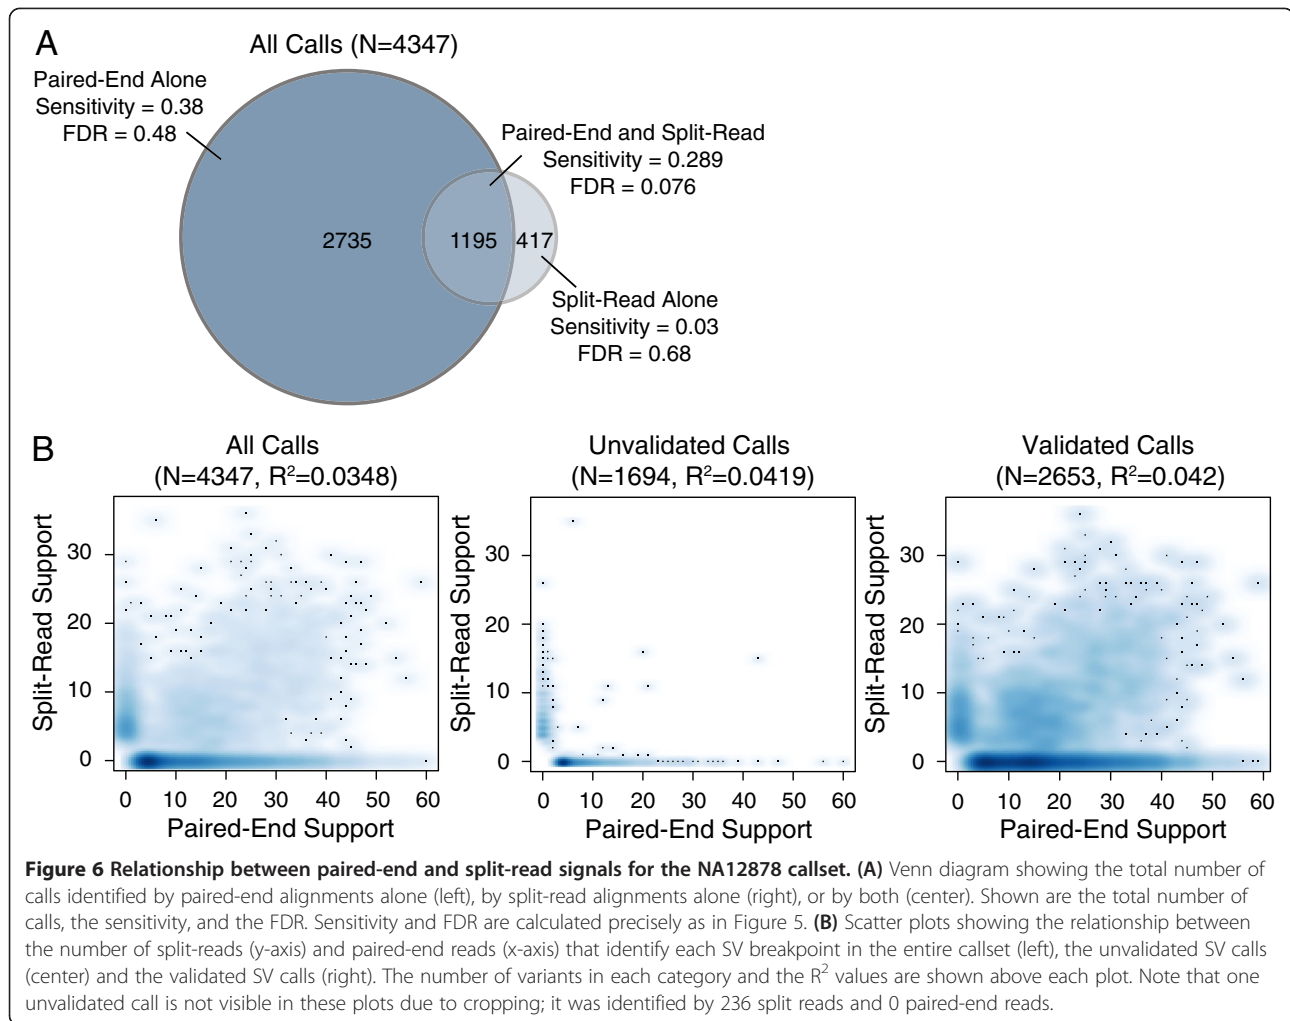 A
All Calls (N=4347)
Paired-End Alone
Sensitivity = 0.38
FDR = 0.48
Paired-End and Split-Read
Sensitivity = 0.289
FDR = 0.076
2735
1195
417
Split-Read Alone
Sensitivity = 0.03
FDR = 0.68
B
All Calls
(N=4347, R²=0.0348)
Split-Read Support
30
20
10
0
0 10 20 30 40 50 60
Paired-End Support
Unvalidated Calls
(N=1694, R²=0.0419)
Split-Read Support
30
20
10
0
0 10 20 30 40 50 60
Paired-End Support
Validated Calls
(N=2653, R²=0.042)
Split-Read Support
30
20
10
0
0 10 20 30 40 50 60
Paired-End Support
Figure 6 Relationship between paired-end and split-read signals for the NA12878 callset. (A) Venn diagram showing the total number of
calls identified by paired-end alignments alone (left), by split-read alignments alone (right), or by both (center). Shown are the total number of
calls, the sensitivity, and the FDR. Sensitivity and FDR are calculated precisely as in Figure 5. (B) Scatter plots showing the relationship between
the number of split-reads (y-axis) and paired-end reads (x-axis) that identify each SV breakpoint in the entire callset (left), the unvalidated SV calls
(center) and the validated SV calls (right). The number of variants in each category and the R² values are shown above each plot. Note that one
unvalidated call is not visible in these plots due to cropping; it was identified by 236 split reads and 0 paired-end reads.